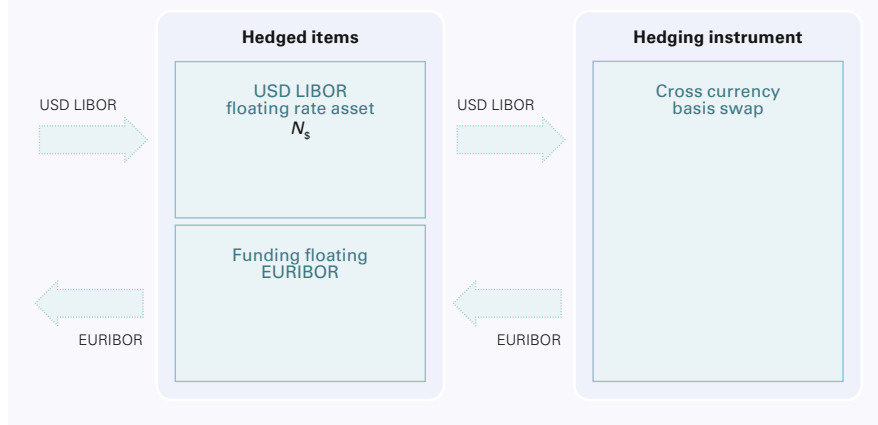 Hedged items
Hedging instrument
USD LIBOR
USD LIBOR
floating rate asset
N$
USD LIBOR
Cross currency
basis swap
Funding floating
EURIBOR
EURIBOR
EURIBOR